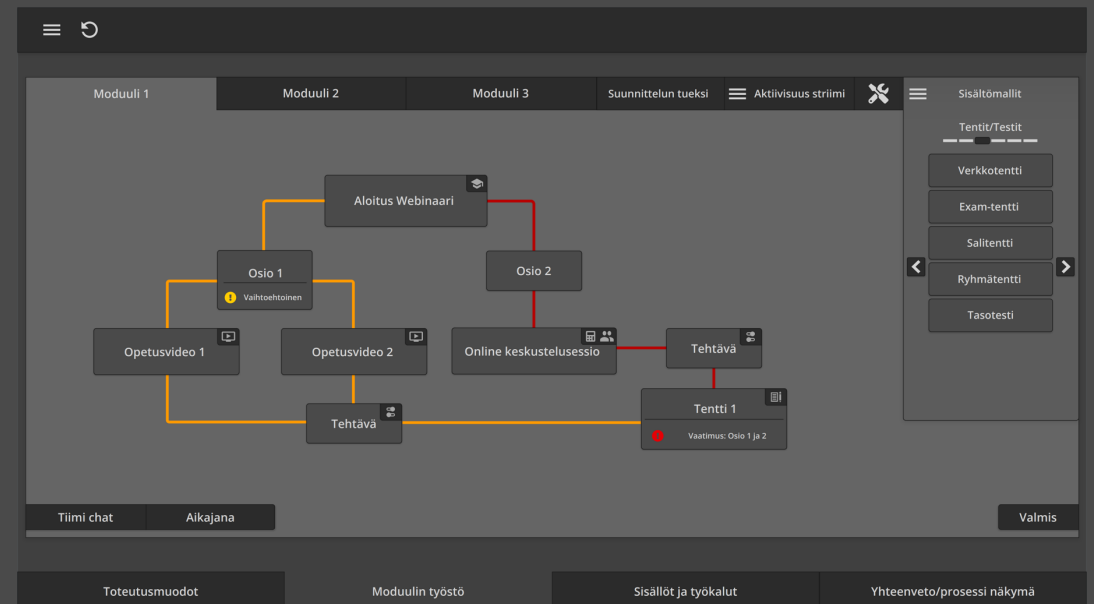 Moduuli 1
Moduuli 2
Moduuli 3
Suunnittelun tueksi
Aktiivisuus striimi
Sisältömallit
Tentit/Testit
Verkkotentti
Exam-tentti
Salitentti
Ryhmätentti
Tasotesti
Aloitus Webinaari
Osio 1
Vaihtoehtoinen
Osio 2
Opetusvideo 1
Opetusvideo 2
Online keskustelusessio
Tehtävä
Tehtävä
Tentti 1
Vaatimus: Osio 1 ja 2
Tiimi chat
Aikajana
Valmis
Toteutusmuodot
Moduulin työstö
Sisällöt ja työkalut
Yhteenveto/prosessi näkymä